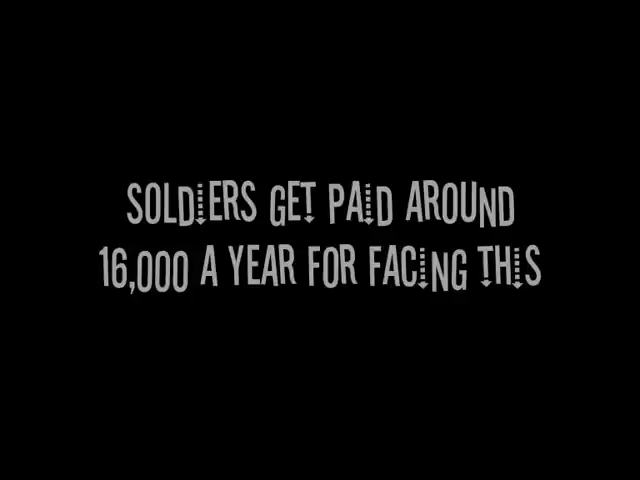 SOLDIERS GET PAID AROUND
16,000 A YEAR FOR FACING THIS